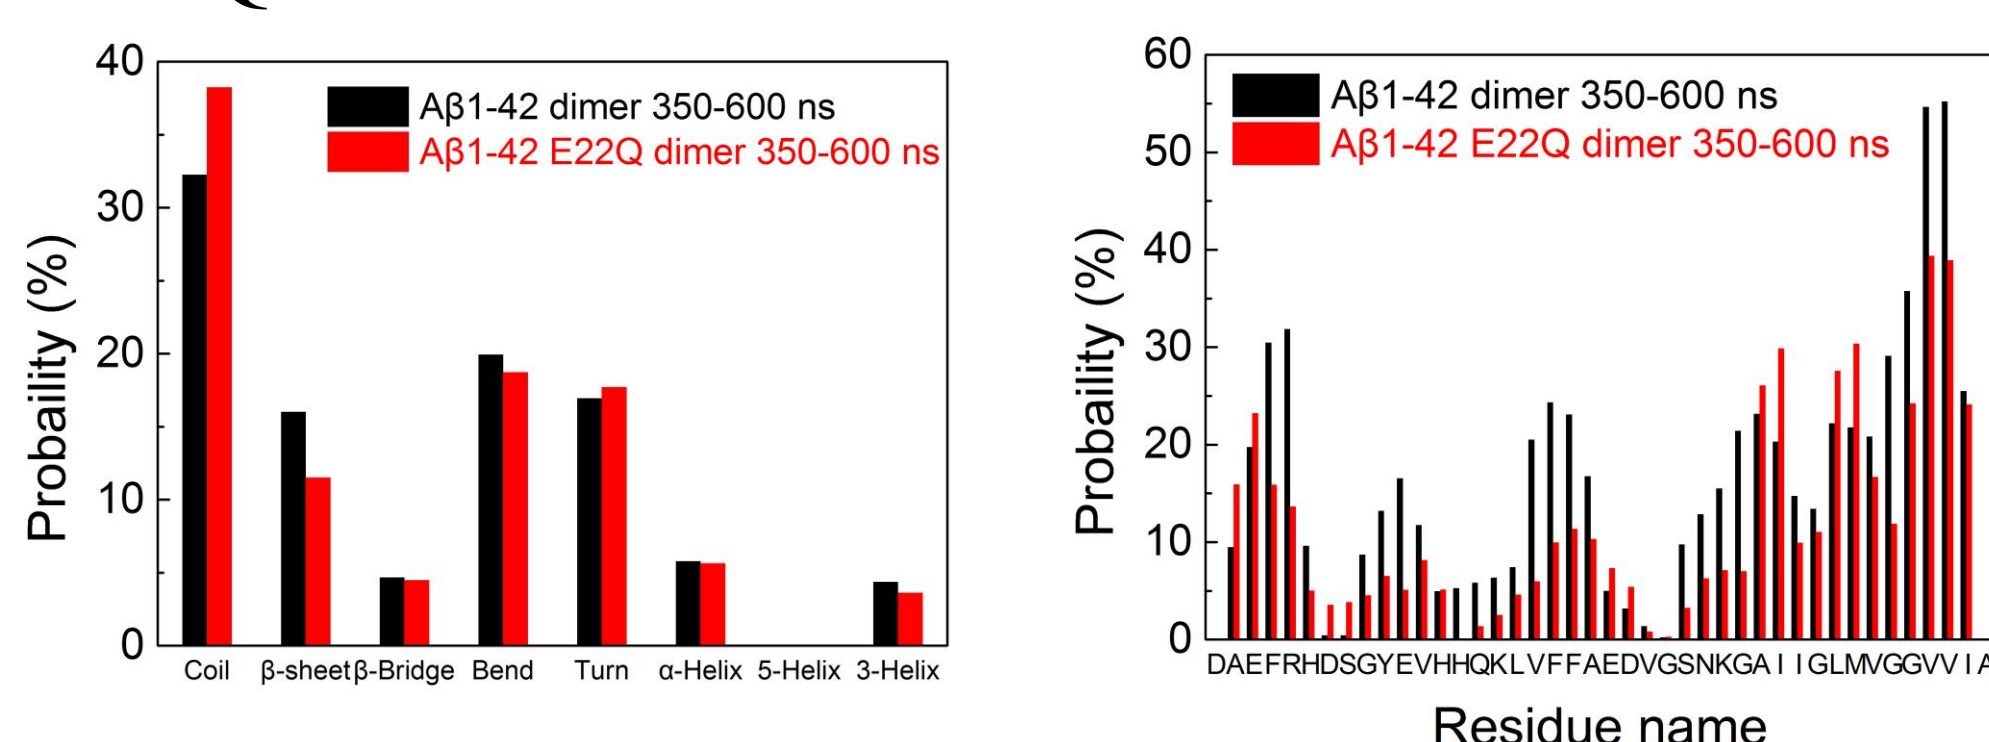 40
30
20
10
0
Probaility (%)
Aβ1-42 dimer 350-600 ns
Aβ1-42 E22Q dimer 350-600 ns
Coil β-sheet β-Bridge Bend Turn α-Helix 5-Helix 3-Helix
60
50
40
30
20
10
0
Probaility (%)
Aβ1-42 dimer 350-600 ns
Aβ1-42 E22Q dimer 350-600 ns
DAEFRHDSGYEVHHQKLVFFAEDVGSNKGAIIGLMVGGVVIA
Residue name